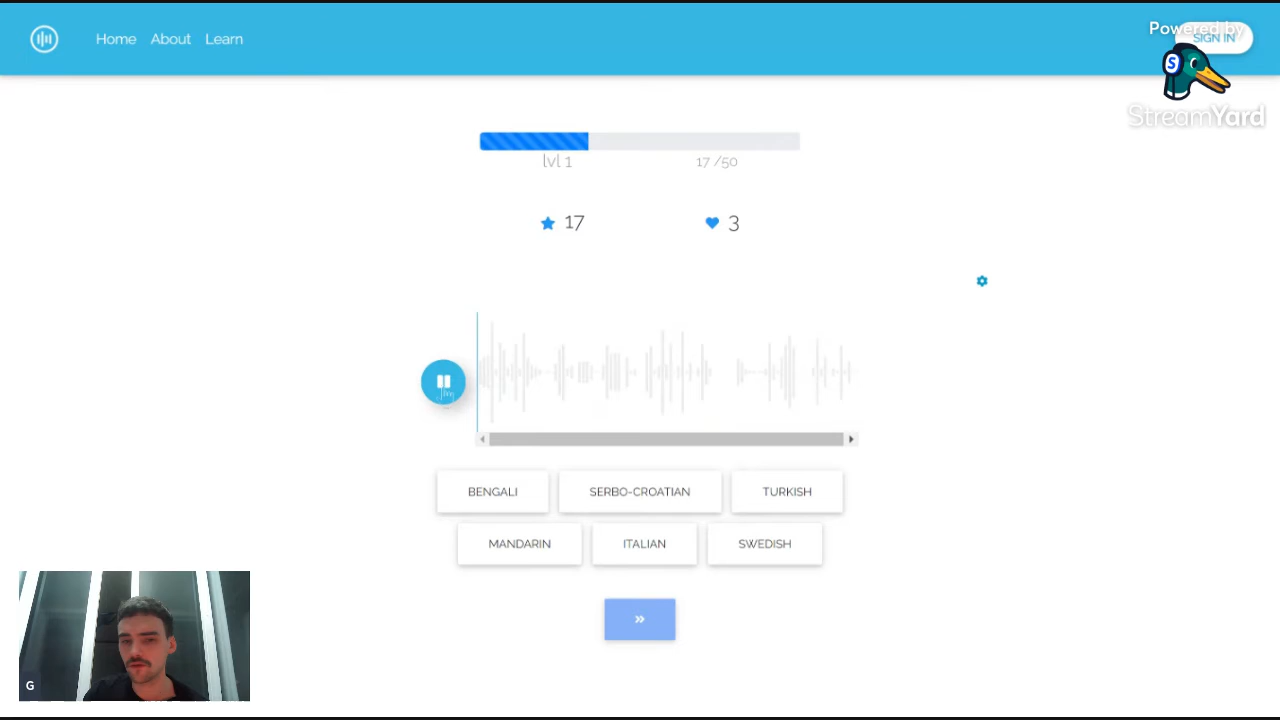 Home About Learn
Powered by
SIGN IN
StreamYard
lvl 1 17 /50
17 3
BENGALI SERBO-CROATIAN TURKISH
MANDARIN ITALIAN SWEDISH
»
G